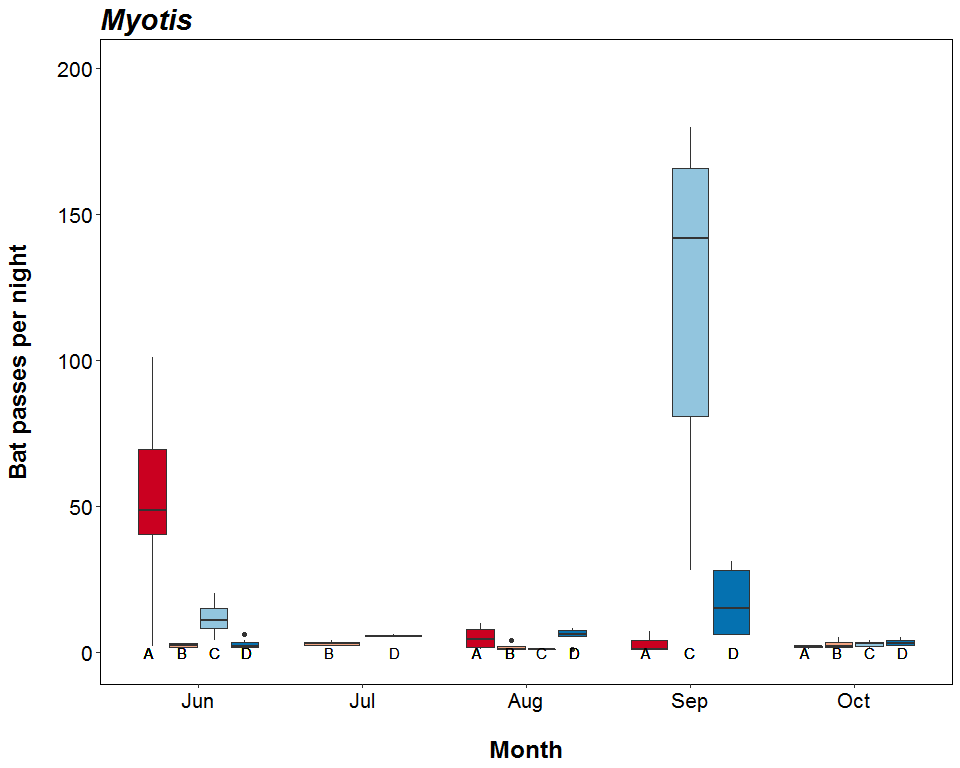 Myotis
Bat passes per night
200
150
100
50
0
A B C D B D A B C D A C D A B C D
Jun Jul Aug Sep Oct
Month